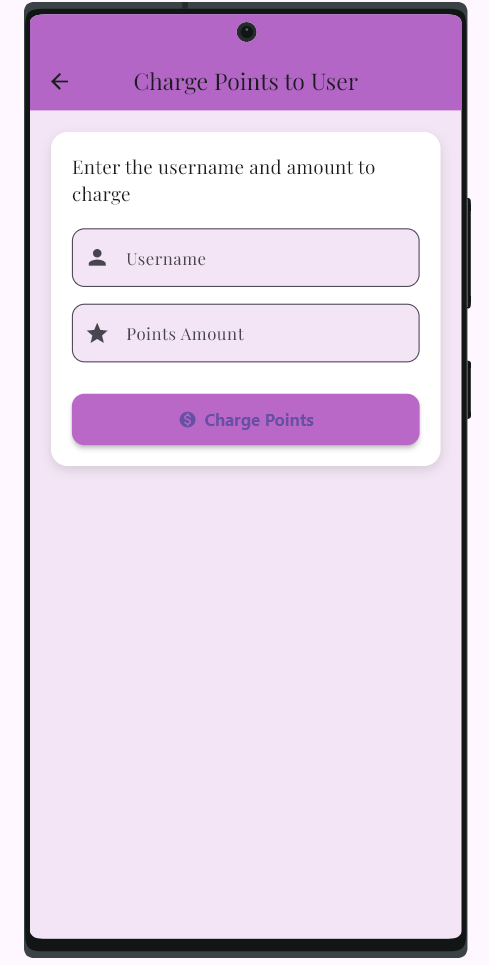 Charge Points to User
Enter the username and amount to
charge
Username
Points Amount
Charge Points